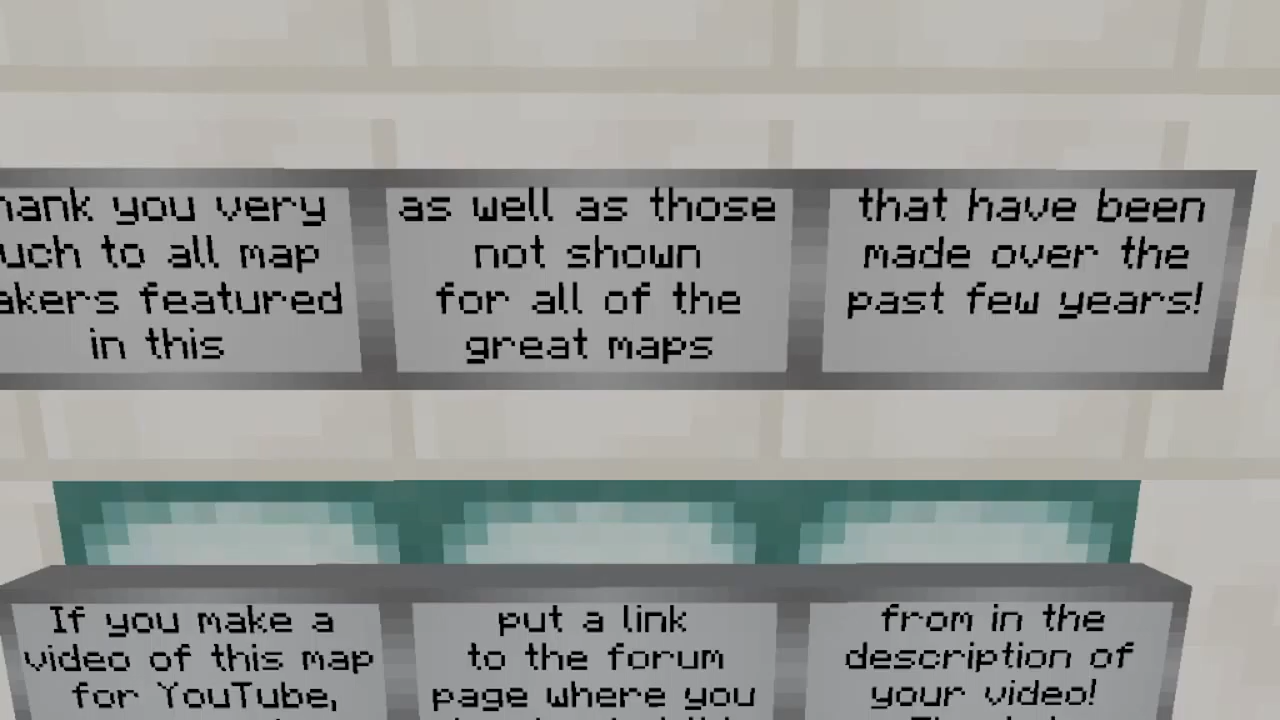 hank you very
uch to all map
akers featured
in this
as well as those
not shown
for all of the
great maps
that have been
made over the
past few years!
If you make a
video of this map
for YouTube,
put a link
to the forum
page where you
from in the
description of
your video!